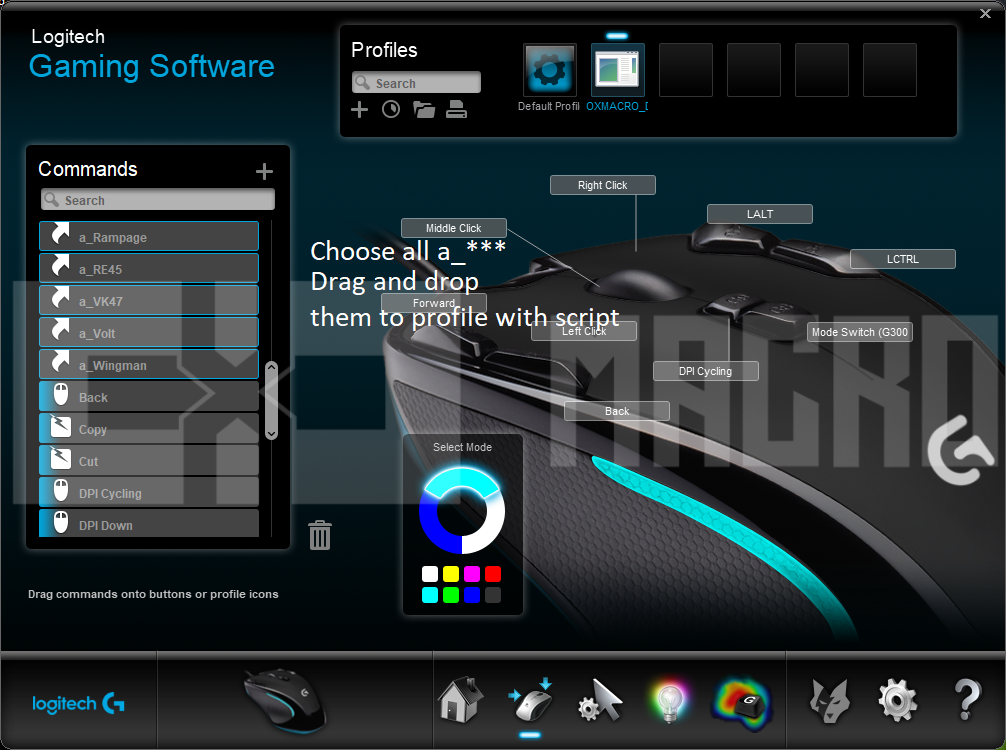 Logitech
Gaming Software
Profiles
Search
Default Profil
OXMACRO_D
Commands
Search
a_Rampage
a_RE45
a_VK47
a_Volt
a_Wingman
Back
Copy
Cut
DPI Cycling
DPI Down
Drag commands onto buttons or profile icons
Right Click
LALT
Middle Click
LCTRL
Choose all a_***
Drag and drop
them to profile with script
Forward
Left Click
Mode Switch (G300
DPI Cycling
Back
OXMACRO
Select Mode
logitech G
G
?